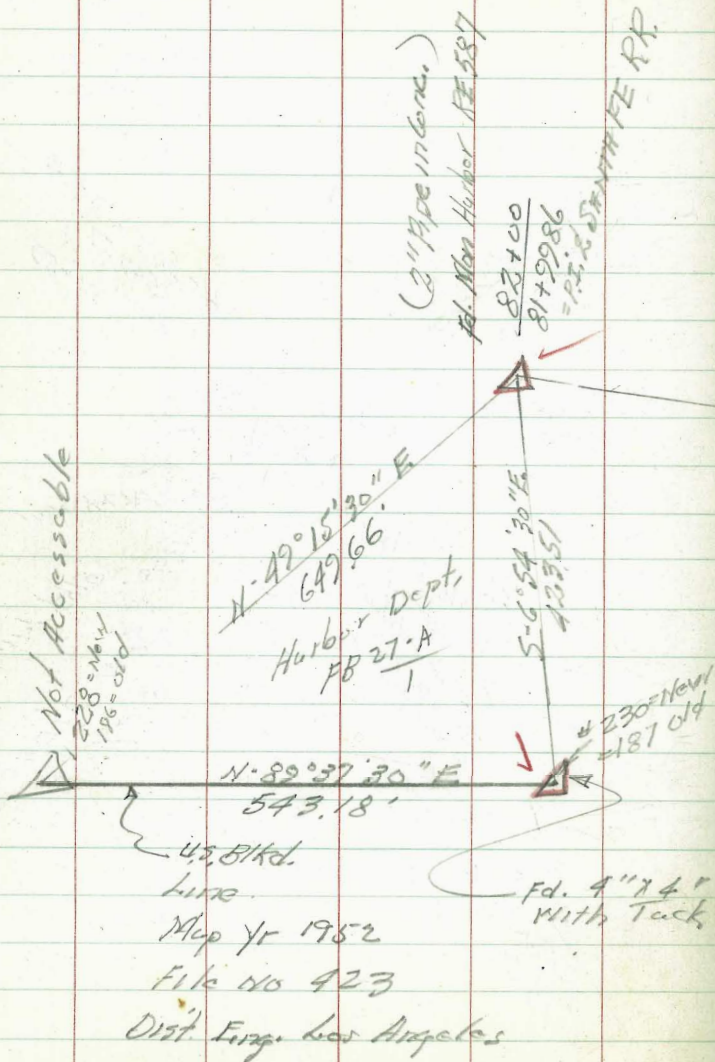 (2" Pipe in Conc.)
Fd. Mon Harbor RE 587
82+00
81+99.86
=P.I. ℄ SANTA FE RR.
N-49°15'30" E
649.66'
S-6°54'30"E
423.51
Harbor Dept.
FB 27-A
1
Not Accessable
228=New
186=old
# 230=New
=187 old
N-89°37'30" E
543.18'
U.S. Blkd.
Line
Fd. 4" x 4"
with Tack
Map Yr 1952
File No 423
Dist. Eng. Los Angeles